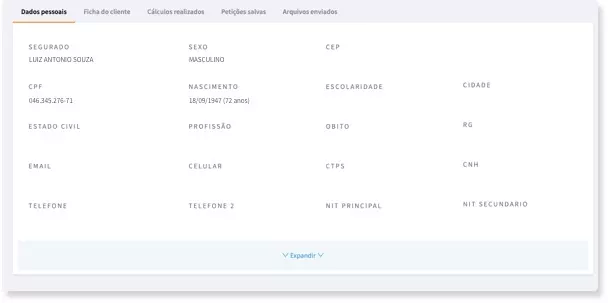 Dados pessoais Ficha do cliente Cálculos realizados Petições salvas Arquivos enviados
SEGURADO SEXO CEP
LUIZ ANTONIO SOUZA MASCULINO
CPF NASCIMENTO ESCOLARIDADE CIDADE
046.345.276-71 18/09/1947 (72 anos)
ESTADO CIVIL PROFISSÃO OBITO RG
EMAIL CELULAR CTPS CNH
TELEFONE TELEFONE 2 NIT PRINCIPAL NIT SECUNDARIO
Expandir